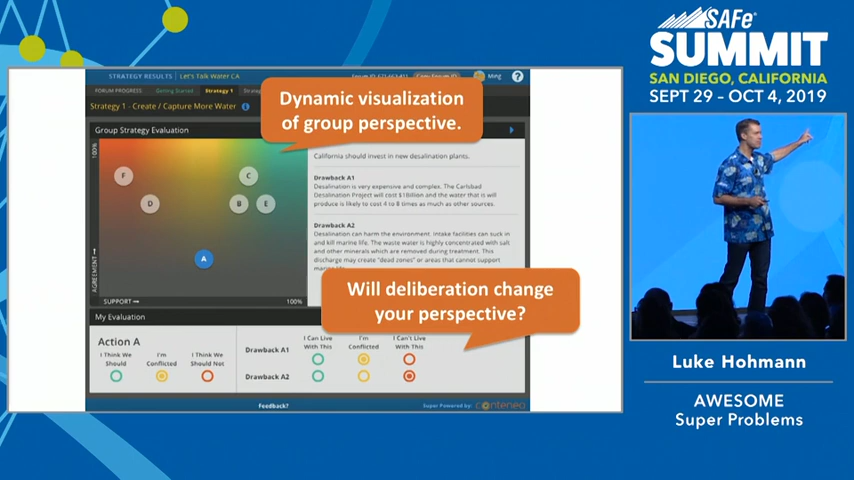 SAFe®
SUMMIT
SAN DIEGO, CALIFORNIA
SEPT 29 – OCT 4, 2019
STRATEGY RESULTS | Let's Talk Water CA
Ming
?
FORUM PROGRESS Getting Started Strategy 1
Strategy 1 - Create / Capture More Water
Dynamic visualization
of group perspective.
Group Strategy Evaluation
100%
F
C
D
B
E
A
AGREEMENT
SUPPORT
100%
California should invest in new desalination plants.
Drawback A1
Desalination is very expensive and complex. The Carlsbad
Desalination Project will cost $1Billion and the water that it will
produce is likely to cost 4 to 8 times as much as other sources.
Drawback A2
Desalination can harm the environment. Intake facilities can suck in
and kill marine life. The waste water is highly concentrated with salt
and other minerals which are removed during treatment. This
discharge may create "dead zones" or areas that cannot support
Will deliberation change
your perspective?
My Evaluation
Action A
I Think We
Should
I'm
Conflicted
I Think We
Should Not
I Can Live
With This
I'm
Conflicted
I Can't Live
With This
Drawback A1
Drawback A2
Feedback?
Super Powered by: conteneo
Luke Hohmann
AWESOME
Super Problems